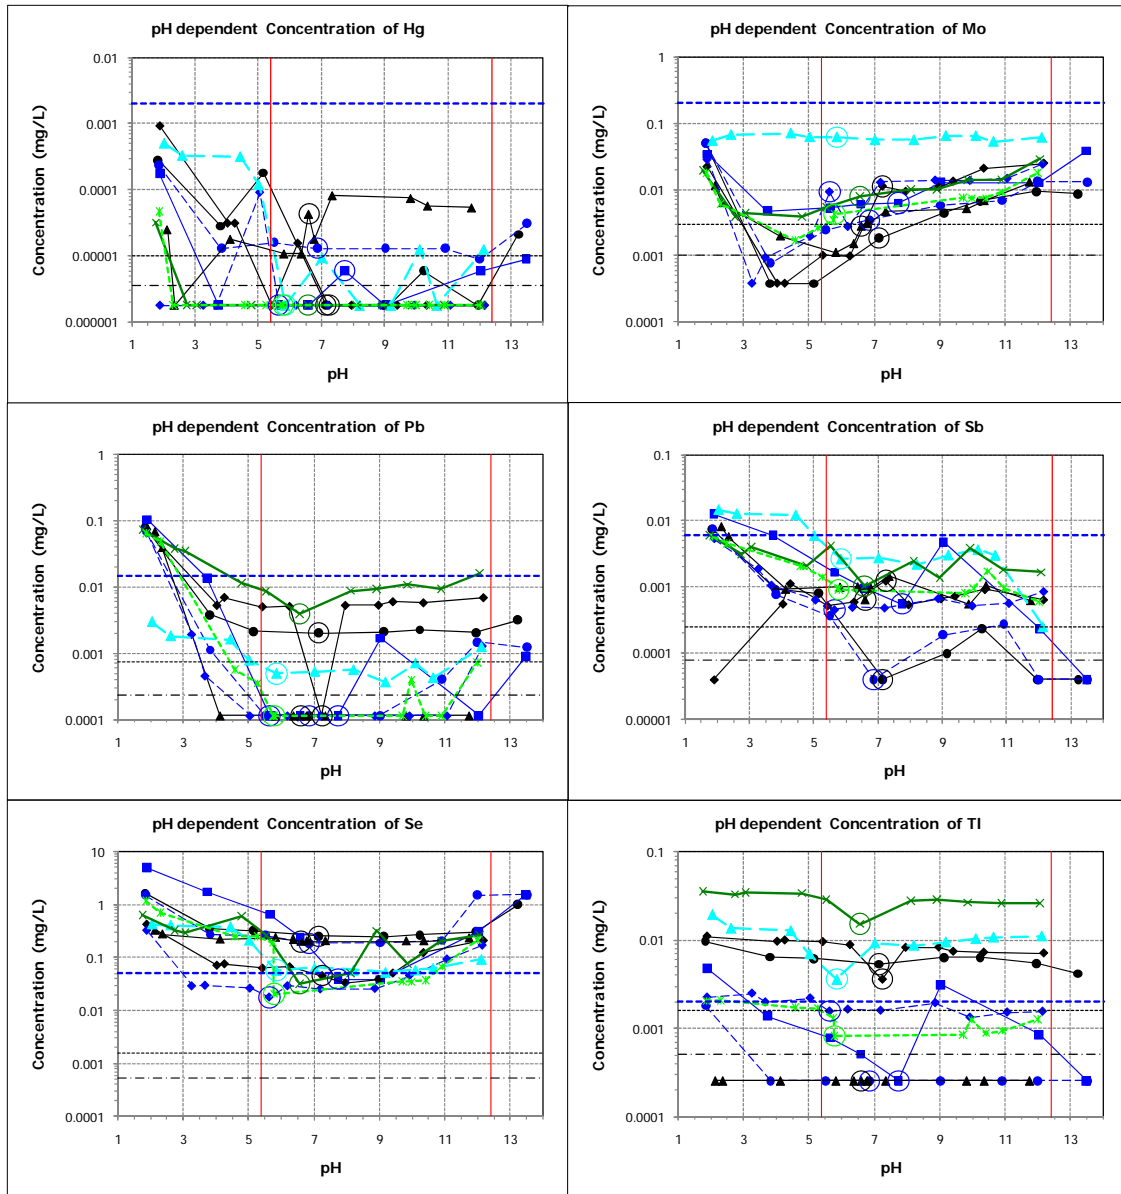 pH dependent Concentration of Hg
Concentration (mg/L)
0.01
0.001
0.0001
0.00001
0.000001
1 3 5 7 9 11 13
pH
pH dependent Concentration of Mo
Concentration (mg/L)
1
0.1
0.01
0.001
0.0001
1 3 5 7 9 11 13
pH
pH dependent Concentration of Pb
Concentration (mg/L)
1
0.1
0.01
0.001
0.0001
1 3 5 7 9 11 13
pH
pH dependent Concentration of Sb
Concentration (mg/L)
0.1
0.01
0.001
0.0001
0.00001
1 3 5 7 9 11 13
pH
pH dependent Concentration of Se
Concentration (mg/L)
10
1
0.1
0.01
0.001
0.0001
1 3 5 7 9 11 13
pH
pH dependent Concentration of Tl
Concentration (mg/L)
0.1
0.01
0.001
0.0001
1 3 5 7 9 11 13
pH